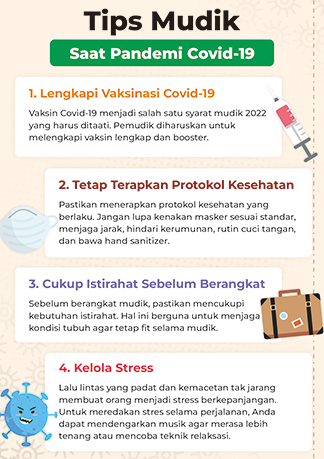 Tips Mudik
Saat Pandemi Covid-19
1. Lengkapi Vaksinasi Covid-19
Vaksin Covid-19 menjadi salah satu syarat mudik 2022
yang harus ditaati. Pemudik diharuskan untuk
melengkapi vaksin lengkap dan booster.
2. Tetap Terapkan Protokol Kesehatan
Pastikan menerapkan protokol kesehatan yang
berlaku. Jangan lupa kenakan masker sesuai standar,
menjaga jarak, hindari kerumunan, rutin cuci tangan,
dan bawa hand sanitizer.
3. Cukup Istirahat Sebelum Berangkat
Sebelum berangkat mudik, pastikan mencukupi
kebutuhan istirahat. Hal ini berguna untuk menjaga
kondisi tubuh agar tetap fit selama mudik.
4. Kelola Stress
Lalu lintas yang padat dan kemacetan tak jarang
membuat orang menjadi stress berkepanjangan.
Untuk meredakan stres selama perjalanan, Anda
dapat mendengarkan musik agar merasa lebih
tenang atau mencoba teknik relaksasi.